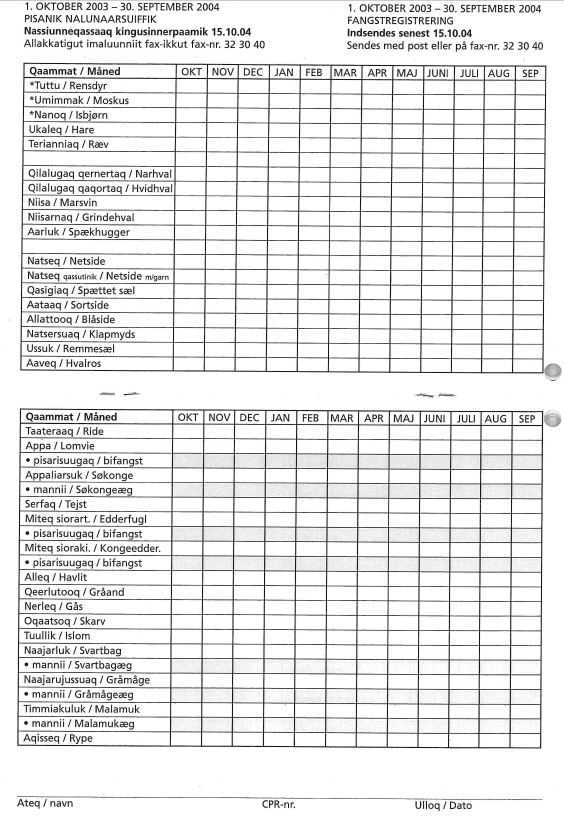 1. OKTOBER 2003 – 30. SEPTEMBER 2004
PISANIK NALUNAARSUIFFIK
Nassiunneqassaaq kingusinnerpaamik 15.10.04
Allakkatigut imaluunniit fax-ikkut fax-nr. 32 30 40
1. OKTOBER 2003 – 30. SEPTEMBER 2004
FANGSTREGISTRERING
Indsendes senest 15.10.04
Sendes med post eller på fax-nr. 32 30 40
Qaammat / Måned OKT NOV DEC JAN FEB MAR APR MAJ JUNI JULI AUG SEP
*Tuttu / Rensdyr
*Umimmak / Moskus
*Nanoq / Isbjørn
Ukaleq / Hare
Terianniaq / Ræv
Qilalugaq qernertaq / Narhval
Qilalugaq qaqortaq / Hvidhval
Niisa / Marsvin
Niisarnaq / Grindehval
Aarluk / Spækhugger
Natseq / Netside
Natseq qassutinik / Netside m/garn
Qasigiaq / Spættet sæl
Aataaq / Sortside
Allattooq / Blåside
Natsersuaq / Klapmyds
Ussuk / Remmesæl
Aaveq / Hvalros
Qaammat / Måned OKT NOV DEC JAN FEB MAR APR MAJ JUNI JULI AUG SEP
Taateraaq / Ride
Appa / Lomvie
• pisarisuugaq / bifangst
Appaliarsuk / Søkonge
• mannii / Søkongeæg
Serfaq / Tejst
Miteq siorart. / Edderfugl
• pisarisuugaq / bifangst
Miteq sioraki. / Kongeedder.
• pisarisuugaq / bifangst
Alleq / Havlit
Qeerlutooq / Gråand
Nerleq / Gås
Oqaatsoq / Skarv
Tuullik / Islom
Naajarluk / Svartbag
• mannii / Svartbagæg
Naajarujussuaq / Gråmåge
• mannii / Gråmågeæg
Timmiakuluk / Malamuk
• mannii / Malamukæg
Aqisseq / Rype
Ateq / navn CPR-nr. Ulloq / Dato